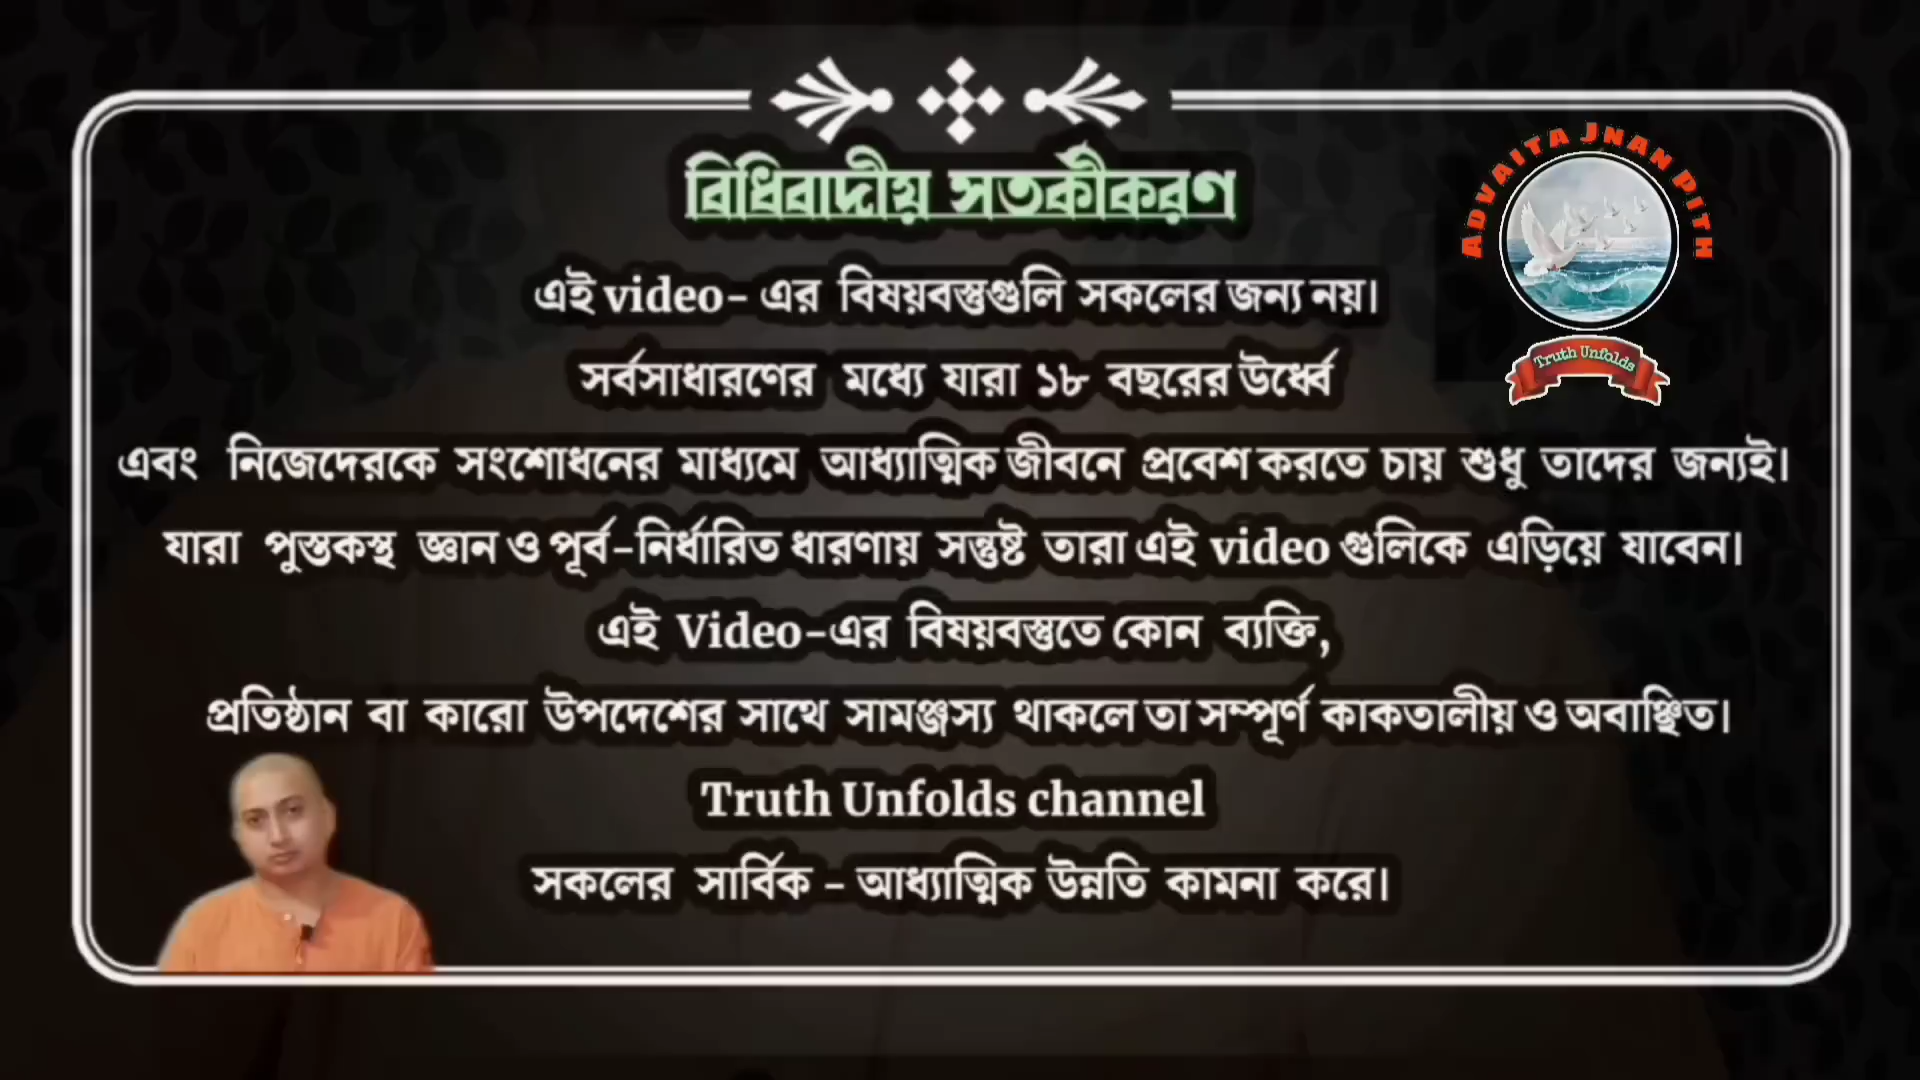 বিধিবাদীয় সতর্কীকরণ
ADVAITA JNAN PITH
Truth Unfolds
এই video- এর বিষয়বস্তুগুলি সকলের জন্য নয়।
সর্বসাধারণের মধ্যে যারা ১৮ বছরের উর্ধ্বে
এবং নিজেদেরকে সংশোধনের মাধ্যমে আধ্যাত্মিক জীবনে প্রবেশ করতে চায় শুধু তাদের জন্যই।
যারা পুস্তকস্থ জ্ঞান ও পূর্ব-নির্ধারিত ধারণায় সন্তুষ্ট তারা এই video গুলিকে এড়িয়ে যাবেন।
এই Video-এর বিষয়বস্তুতে কোন ব্যক্তি,
প্রতিষ্ঠান বা কারো উপদেশের সাথে সামঞ্জস্য থাকলে তা সম্পূর্ণ কাকতালীয় ও অবাঞ্ছিত।
Truth Unfolds channel
সকলের সার্বিক - আধ্যাত্মিক উন্নতি কামনা করে।